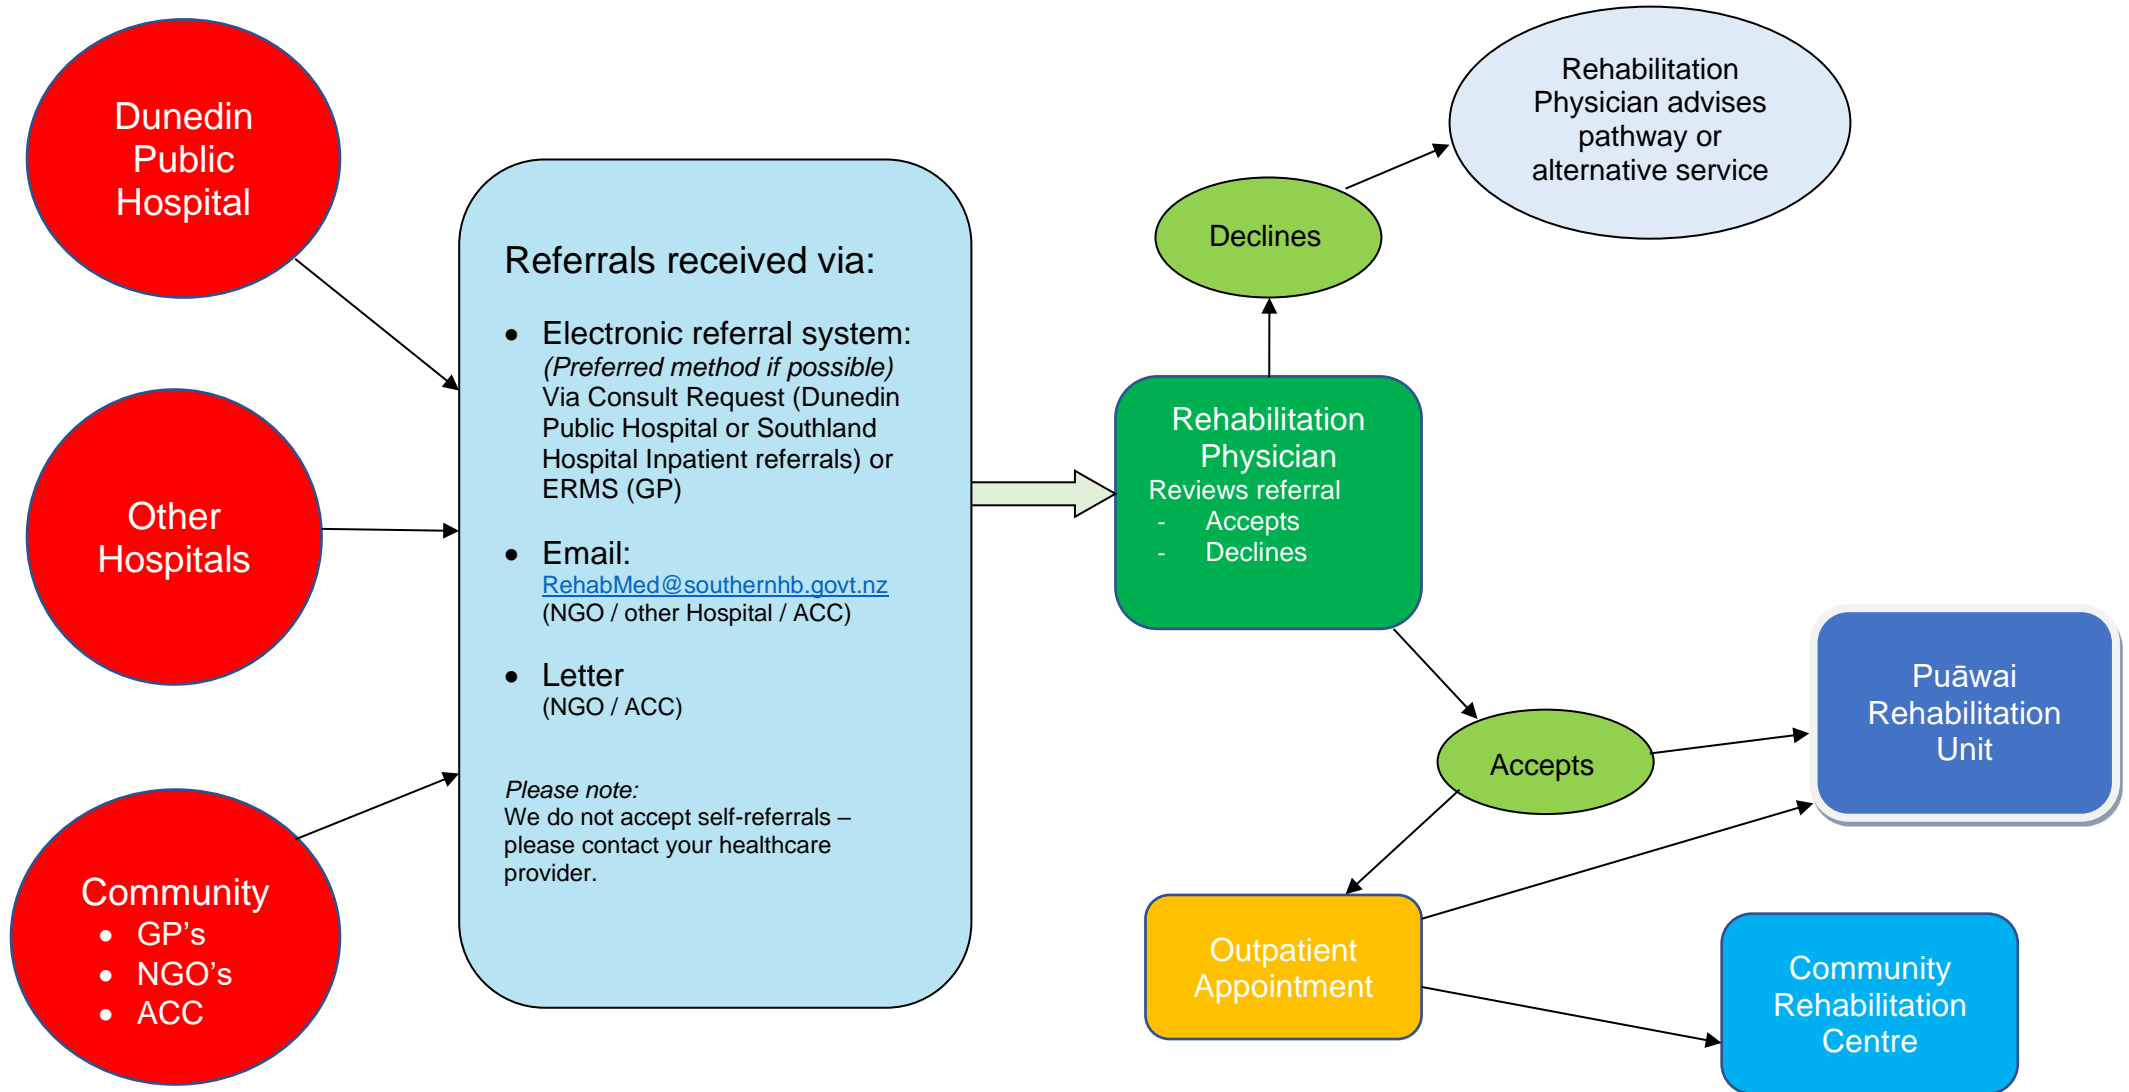 Dunedin
Public
Hospital
Other
Hospitals
Community
• GP’s
• NGO’s
• ACC
Referrals received via:
• Electronic referral system:
(Preferred method if possible)
Via Consult Request (Dunedin
Public Hospital or Southland
Hospital Inpatient referrals) or
ERMS (GP)
• Email:
RehabMed@southernhb.govt.nz
(NGO / other Hospital / ACC)
• Letter
(NGO / ACC)
Please note:
We do not accept self-referrals –
please contact your healthcare
provider.
Rehabilitation
Physician
Reviews referral
- Accepts
- Declines
Declines
Rehabilitation
Physician advises
pathway or
alternative service
Accepts
Puāwai
Rehabilitation
Unit
Outpatient
Appointment
Community
Rehabilitation
Centre